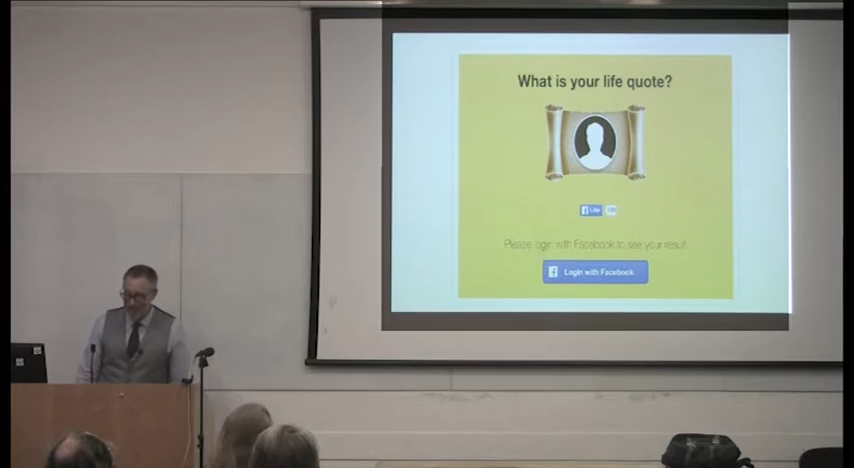 What is your life quote?
Like
Please login with Facebook to see your result
Login with Facebook